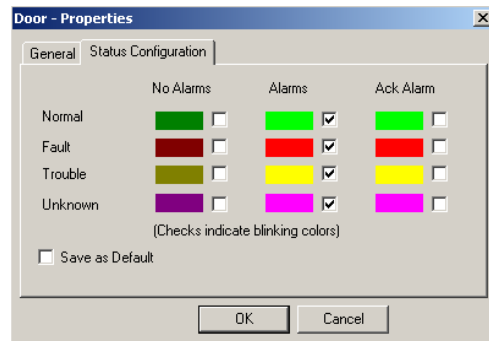 Door - Properties
General Status Configuration
No Alarms Alarms Ack Alarm
Normal
Fault
Trouble
Unknown
(Checks indicate blinking colors)
Save as Default
OK Cancel